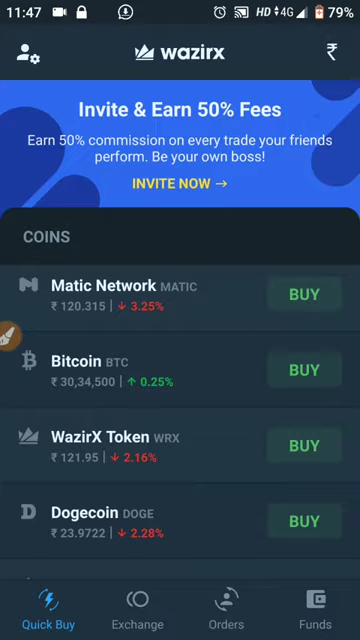 11:47 HD 4G 79%
wazirx ₹
Invite & Earn 50% Fees
Earn 50% commission on every trade your friends
perform. Be your own boss!
INVITE NOW →
COINS
Matic Network MATIC
₹ 120.315 | ↓ 3.25%
BUY
Bitcoin BTC
₹ 30,34,500 | ↑ 0.25%
BUY
WazirX Token WRX
₹ 121.95 | ↓ 2.16%
BUY
Dogecoin DOGE
₹ 23.9722 | ↓ 2.28%
BUY
Quick Buy Exchange Orders Funds